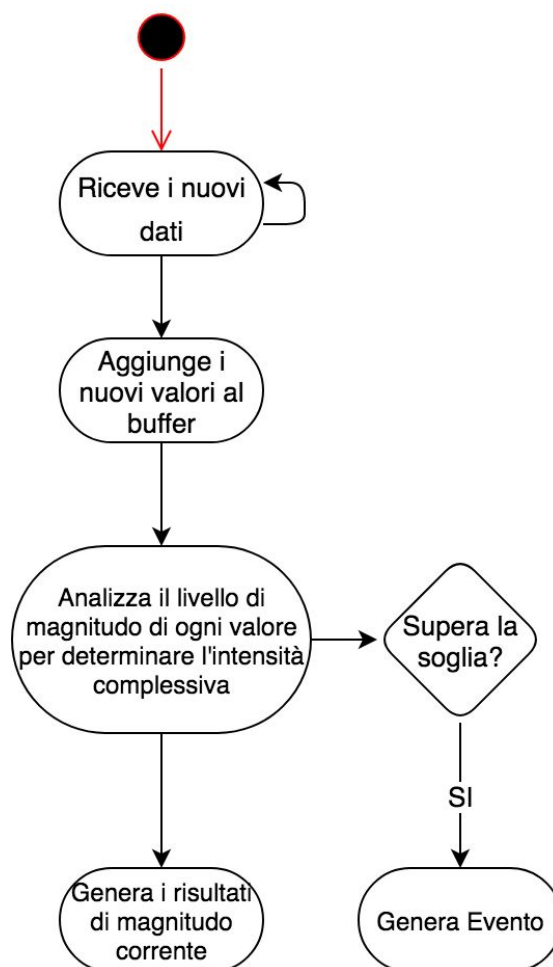 Riceve i nuovi
dati
Aggiunge i
nuovi valori al
buffer
Analizza il livello di
magnitudo di ogni valore
per determinare l'intensità
complessiva
Supera la
soglia?
SI
Genera i risultati
di magnitudo
corrente
Genera Evento